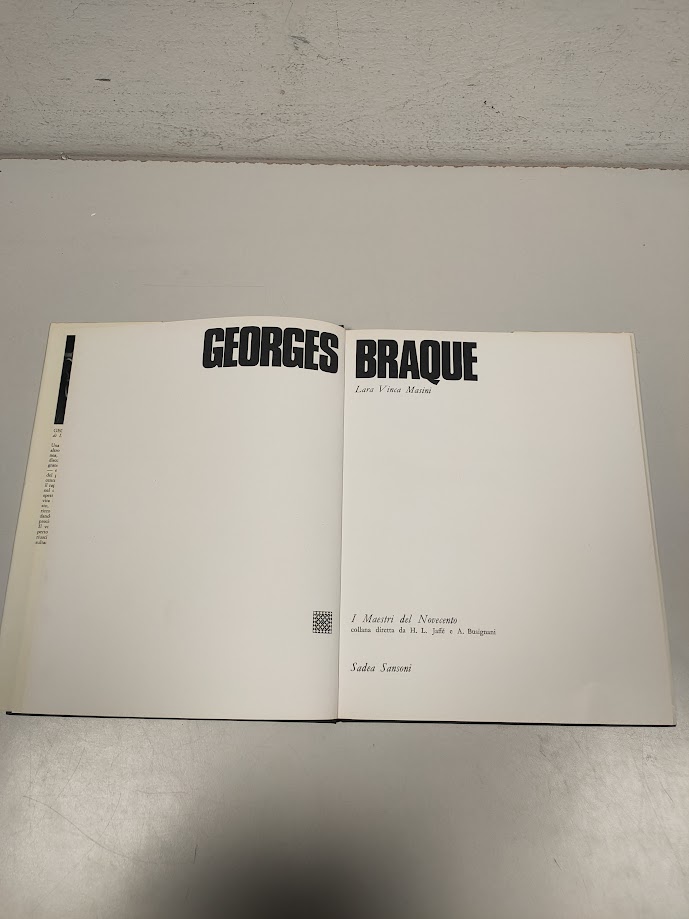 GEORGES BRAQUE
Lara Vinca Masini
I Maestri del Novecento
collana diretta da H. L. Jaffé e A. Busignani
Sadea Sansoni